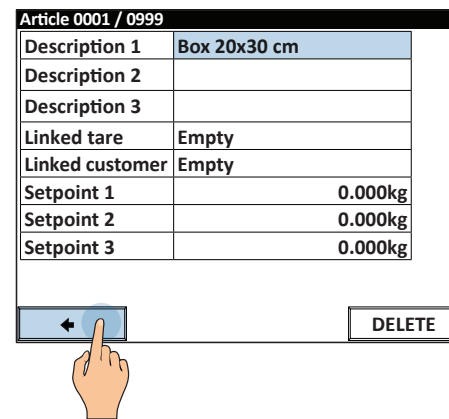 Article 0001 / 0999
Description 1 Box 20x30 cm
Description 2
Description 3
Linked tare Empty
Linked customer Empty
Setpoint 1 0.000kg
Setpoint 2 0.000kg
Setpoint 3 0.000kg
DELETE